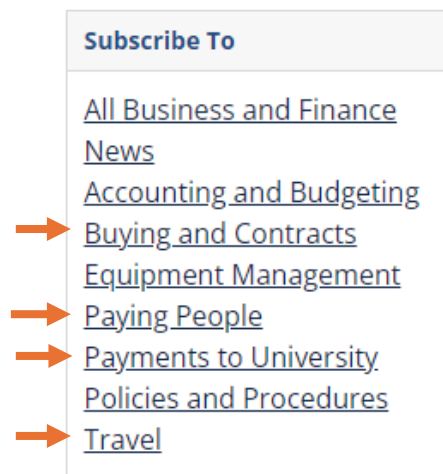 Subscribe To
All Business and Finance
News
Accounting and Budgeting
Buying and Contracts
Equipment Management
Paying People
Payments to University
Policies and Procedures
Travel